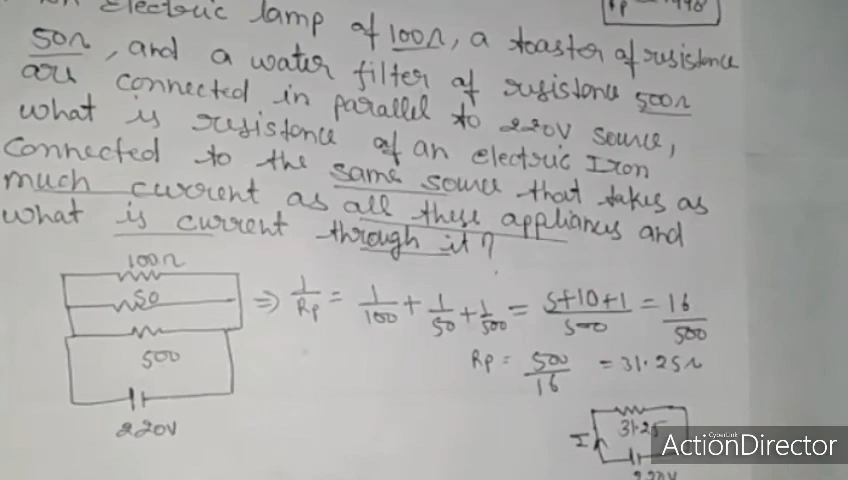 Electric lamp of 100Ω, a toaster of resistance
50Ω, and a water filter of resistance 500Ω
are connected in parallel to 220V source,
what is resistance of an electric Iron
Connected to the same source that takes as
much current as all these appliances and
what is current through it?
100Ω
50
500
220V
⇒ 1/Rp = 1/100 + 1/50 + 1/500 = 5+10+1/500 = 16/500
Rp = 500/16 = 31.25Ω
31.25
I
220V
CyberLink
ActionDirector